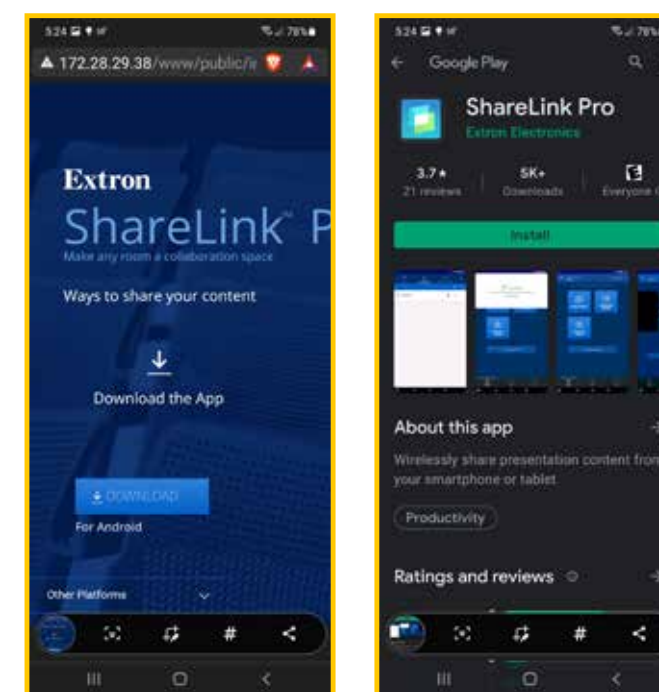 5:24
78%
172.28.29.38/www/public/ir
Extron
ShareLink™ P
Make any room a collaboration space
Ways to share your content
Download the App
DOWNLOAD
For Android
Other Platforms
#
5:24
78%
Google Play
ShareLink Pro
Extron Electronics
3.7★
21 reviews
5K+
Downloads
Everyone
Install
About this app
Wirelessly share presentation content from
your smartphone or tablet
Productivity
Ratings and reviews
#